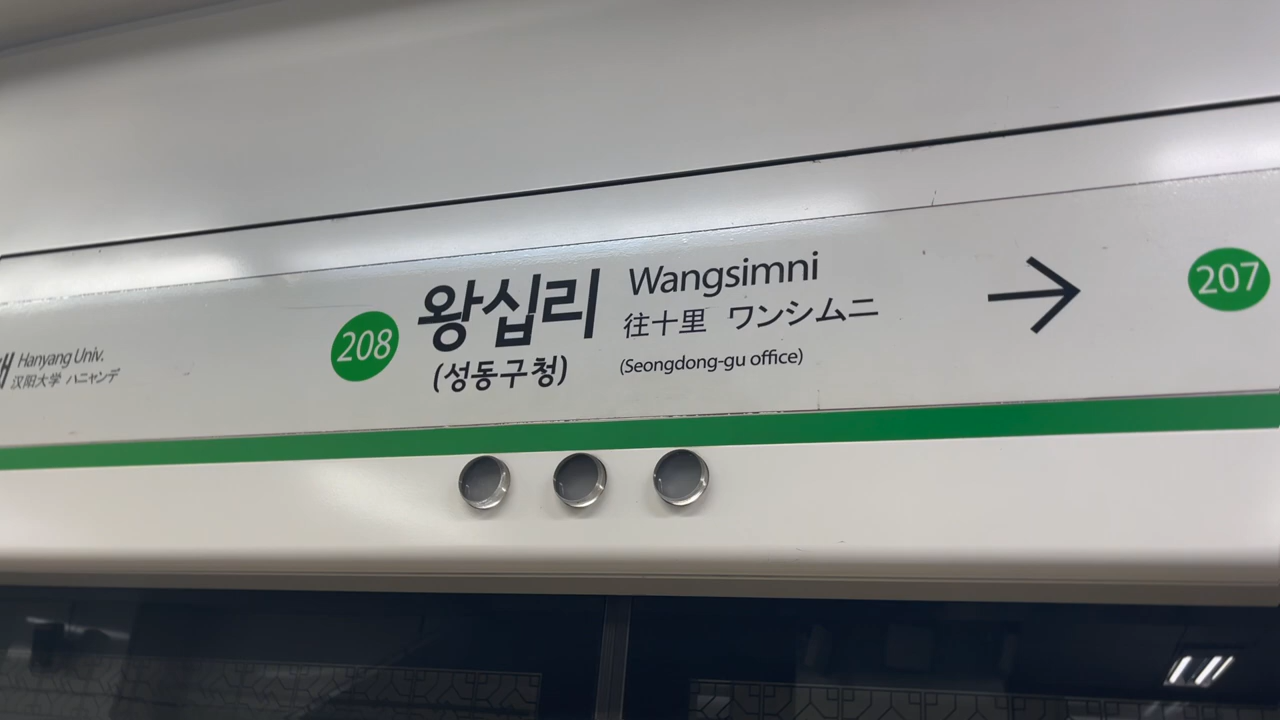 Hanyang Univ.
汉阳大学 ハニャンデ
208
왕십리
(성동구청)
Wangsimni
往十里 ワンシムニ
(Seongdong-gu office)
207